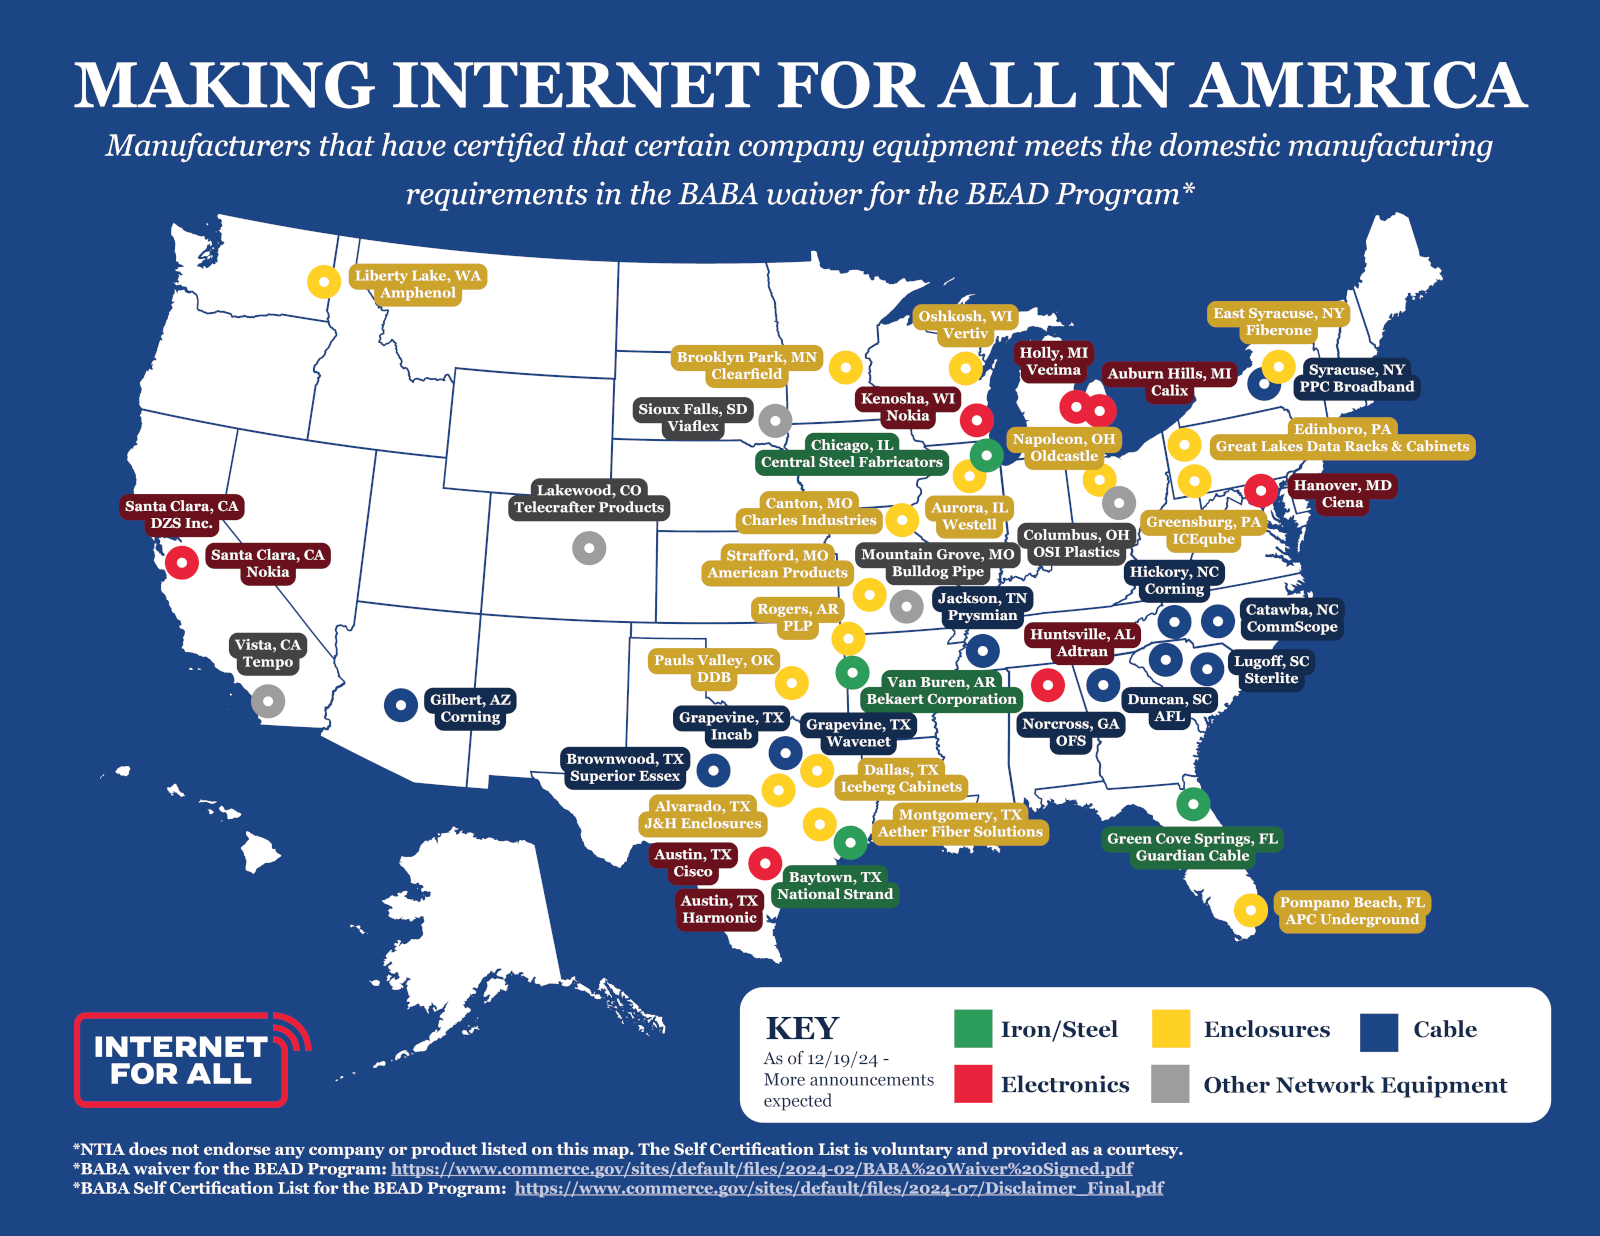 MAKING INTERNET FOR ALL IN AMERICA
Manufacturers that have certified that certain company equipment meets the domestic manufacturing
requirements in the BABA waiver for the BEAD Program*
Liberty Lake, WA
Amphenol
Oshkosh, WI
Vertiv
East Syracuse, NY
Fiberone
Brooklyn Park, MN
Clearfield
Holly, MI
Vecima
Auburn Hills, MI
Calix
Syracuse, NY
PPC Broadband
Sioux Falls, SD
Viaflex
Kenosha, WI
Nokia
Chicago, IL
Central Steel Fabricators
Napoleon, OH
Oldcastle
Edinboro, PA
Great Lakes Data Racks & Cabinets
Santa Clara, CA
DZS Inc.
Lakewood, CO
Telecrafter Products
Canton, MO
Charles Industries
Aurora, IL
Westell
Hanover, MD
Ciena
Greensburg, PA
ICEqube
Columbus, OH
OSI Plastics
Santa Clara, CA
Nokia
Strafford, MO
American Products
Mountain Grove, MO
Bulldog Pipe
Hickory, NC
Corning
Rogers, AR
PLP
Jackson, TN
Prysmian
Catawba, NC
CommScope
Vista, CA
Tempo
Huntsville, AL
Adtran
Pauls Valley, OK
DDB
Lugoff, SC
Sterlite
Van Buren, AR
Bekaert Corporation
Gilbert, AZ
Corning
Duncan, SC
AFL
Grapevine, TX
Incab
Grapevine, TX
Wavenet
Norcross, GA
OFS
Brownwood, TX
Superior Essex
Dallas, TX
Iceberg Cabinets
Alvarado, TX
J&H Enclosures
Montgomery, TX
Aether Fiber Solutions
Austin, TX
Cisco
Green Cove Springs, FL
Guardian Cable
Baytown, TX
National Strand
Austin, TX
Harmonic
Pompano Beach, FL
APC Underground
KEY
As of 12/19/24 -
More announcements
expected
Iron/Steel
Enclosures
Cable
Electronics
Other Network Equipment
INTERNET
FOR ALL
*NTIA does not endorse any company or product listed on this map. The Self Certification List is voluntary and provided as a courtesy.
*BABA waiver for the BEAD Program: https://www.commerce.gov/sites/default/files/2024-02/BABA%20Waiver%20Signed.pdf
*BABA Self Certification List for the BEAD Program: https://www.commerce.gov/sites/default/files/2024-07/Disclaimer_Final.pdf